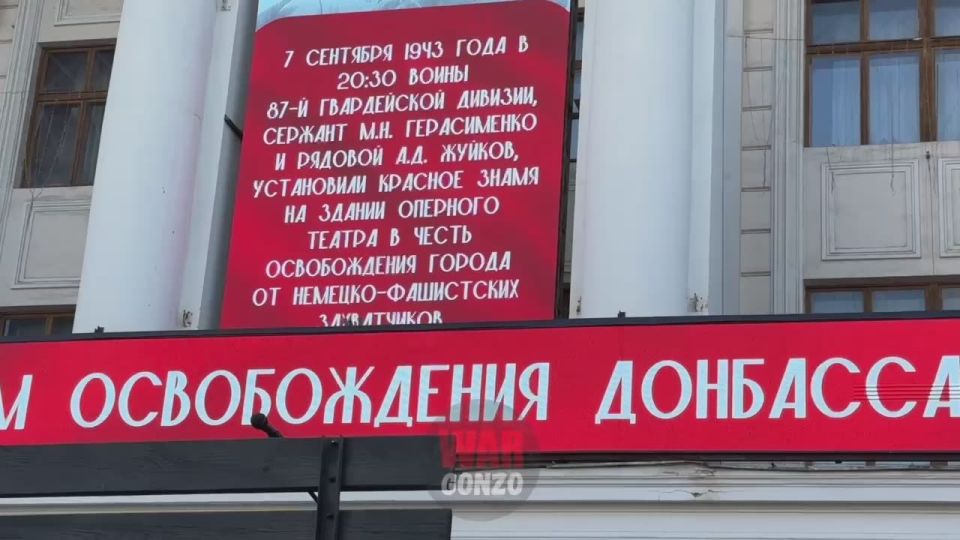 7 СЕНТЯБРЯ 1943 ГОДА В
20:30 ВОИНЫ
87-Й ГВАРДЕЙСКОЙ ДИВИЗИИ,
СЕРЖАНТ М.Н. ГЕРАСИМЕНКО
И РЯДОВОЙ А.Д. ЖУЙКОВ,
УСТАНОВИЛИ КРАСНОЕ ЗНАМЯ
НА ЗДАНИИ ОПЕРНОГО
ТЕАТРА В ЧЕСТЬ
ОСВОБОЖДЕНИЯ ГОРОДА
ОТ НЕМЕЦКО-ФАШИСТСКИХ
ЗАХВАТЧИКОВ
М ОСВОБОЖДЕНИЯ ДОНБАССА
WAR
GONZO